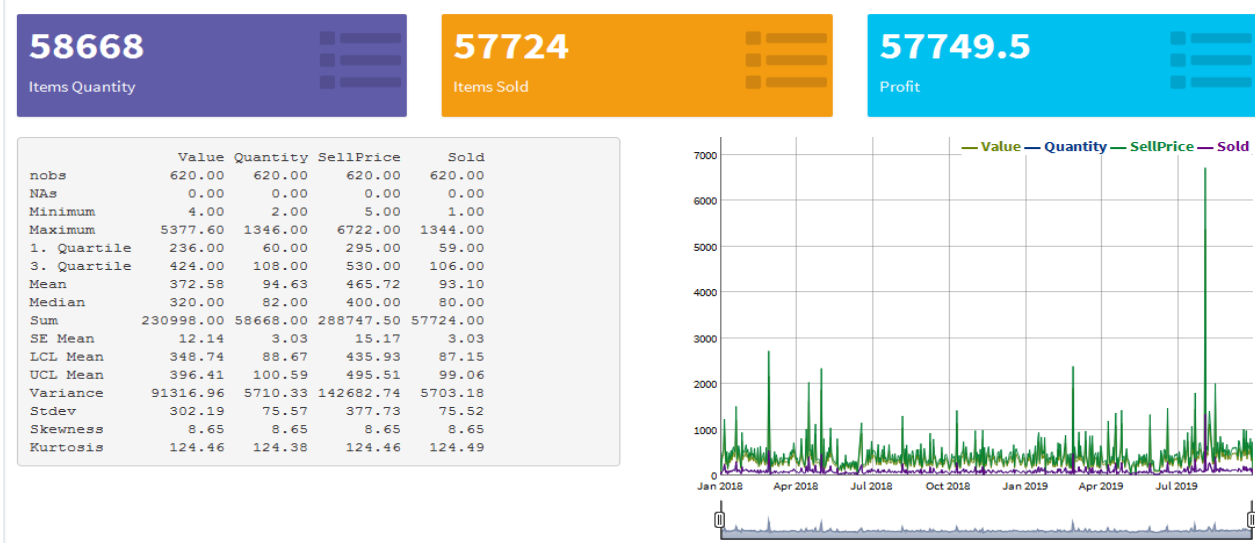 58668
Items Quantity
57724
Items Sold
57749.5
Profit
Value Quantity SellPrice Sold
nobs 620.00 620.00 620.00 620.00
NAs 0.00 0.00 0.00 0.00
Minimum 4.00 2.00 5.00 1.00
Maximum 5377.60 1346.00 6722.00 1344.00
1. Quartile 236.00 60.00 295.00 59.00
3. Quartile 424.00 108.00 530.00 106.00
Mean 372.58 94.63 465.72 93.10
Median 320.00 82.00 400.00 80.00
Sum 230998.00 58668.00 288747.50 57724.00
SE Mean 12.14 3.03 15.17 3.03
LCL Mean 348.74 88.67 435.93 87.15
UCL Mean 396.41 100.59 495.51 99.06
Variance 91316.96 5710.33 142682.74 5703.18
Stdev 302.19 75.57 377.73 75.52
Skewness 8.65 8.65 8.65 8.65
Kurtosis 124.46 124.38 124.46 124.49
Value Quantity SellPrice Sold
7000
6000
5000
4000
3000
2000
1000
0
Jan 2018 Apr 2018 Jul 2018 Oct 2018 Jan 2019 Apr 2019 Jul 2019